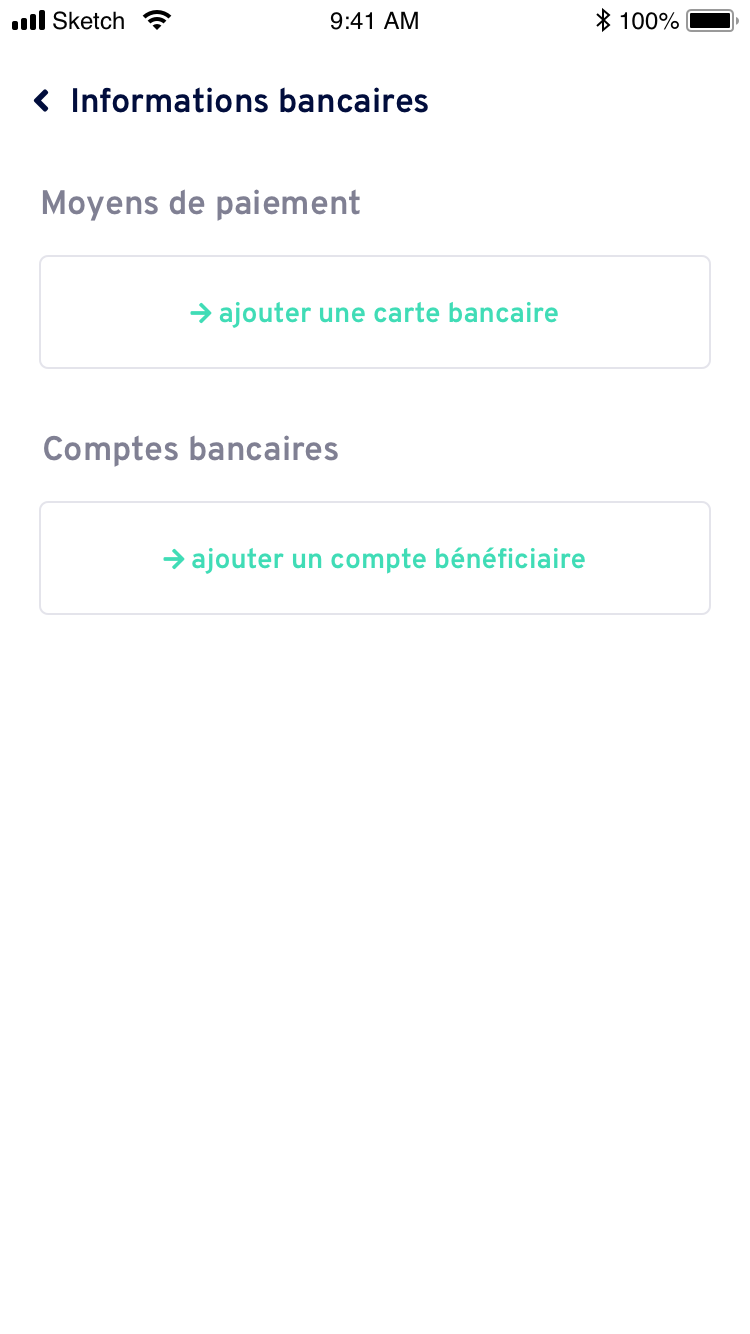 Sketch 9:41 AM 100%
Informations bancaires
Moyens de paiement
→ ajouter une carte bancaire
Comptes bancaires
→ ajouter un compte bénéficiaire